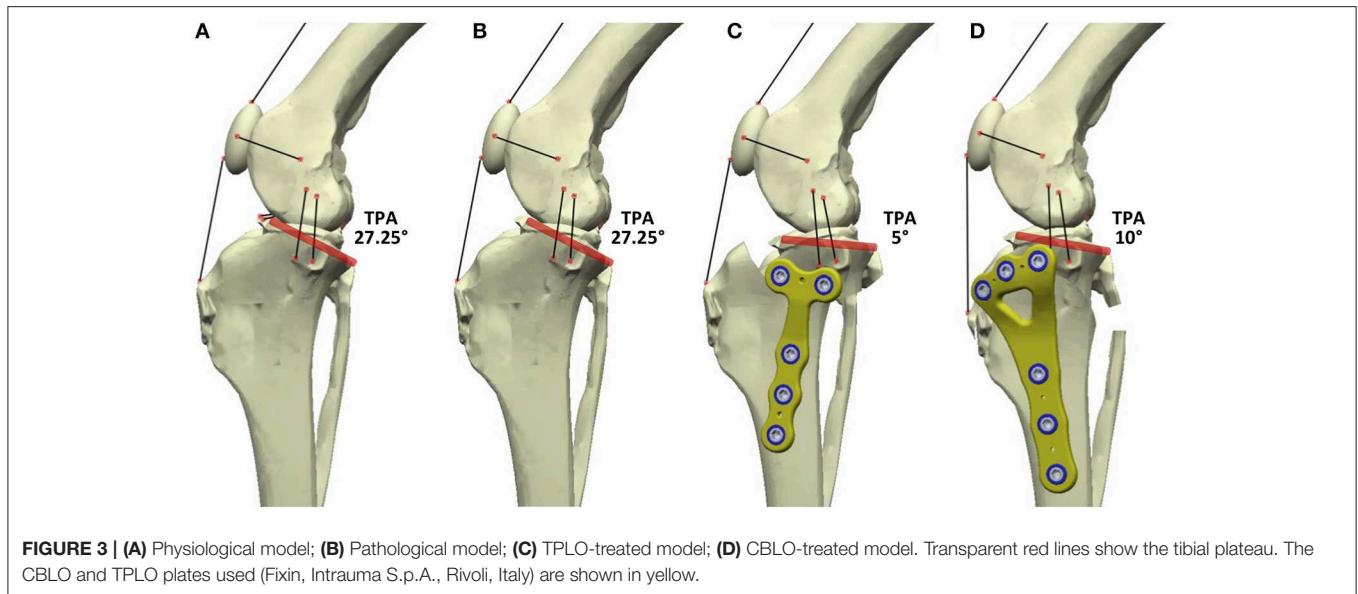 A
B
C
D
TPA
27.25°
TPA
27.25°
TPA
5°
TPA
10°
FIGURE 3 | (A) Physiological model; (B) Pathological model; (C) TPLO-treated model; (D) CBLO-treated model. Transparent red lines show the tibial plateau. The
CBLO and TPLO plates used (Fixin, Intrauma S.p.A., Rivoli, Italy) are shown in yellow.